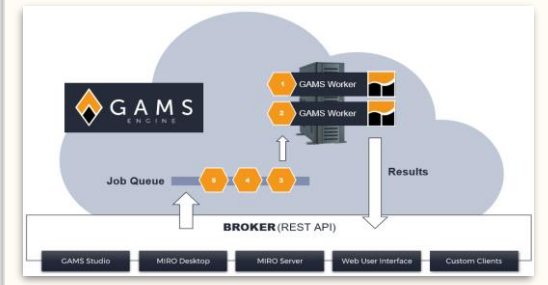 GAMS
ENGINE
1 GAMS Worker
2 GAMS Worker
Job Queue
5 4 3
Results
BROKER (REST API)
GAMS Studio MIRO Desktop MIRO Server Web User Interface Custom Clients